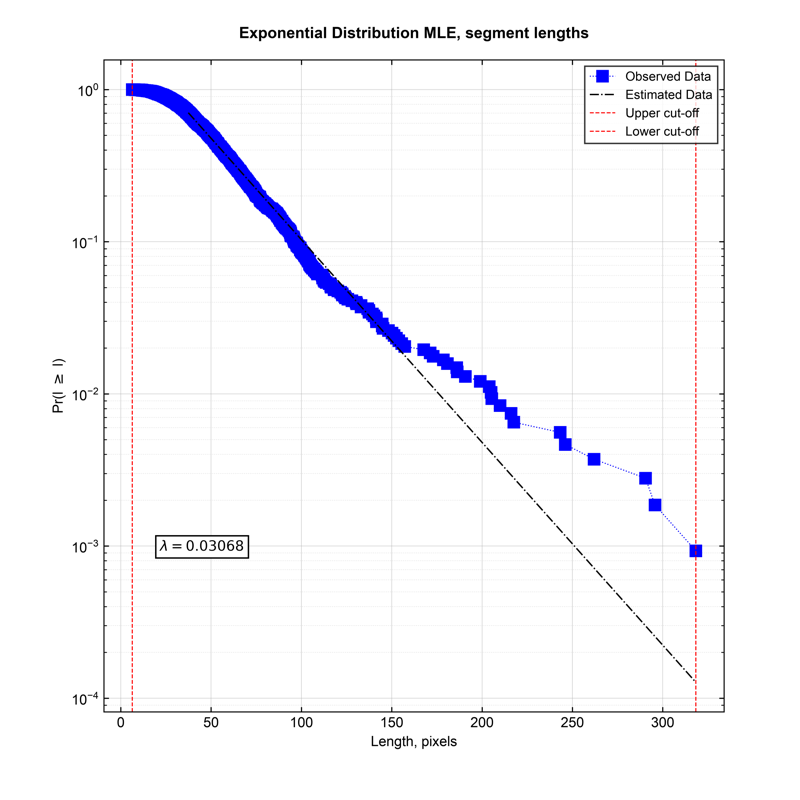 Exponential Distribution MLE, segment lengths
Observed Data
Estimated Data
Upper cut-off
Lower cut-off
10⁰
10⁻¹
10⁻²
10⁻³
10⁻⁴
Pr(l ≥ l)
λ = 0.03068
0 50 100 150 200 250 300
Length, pixels